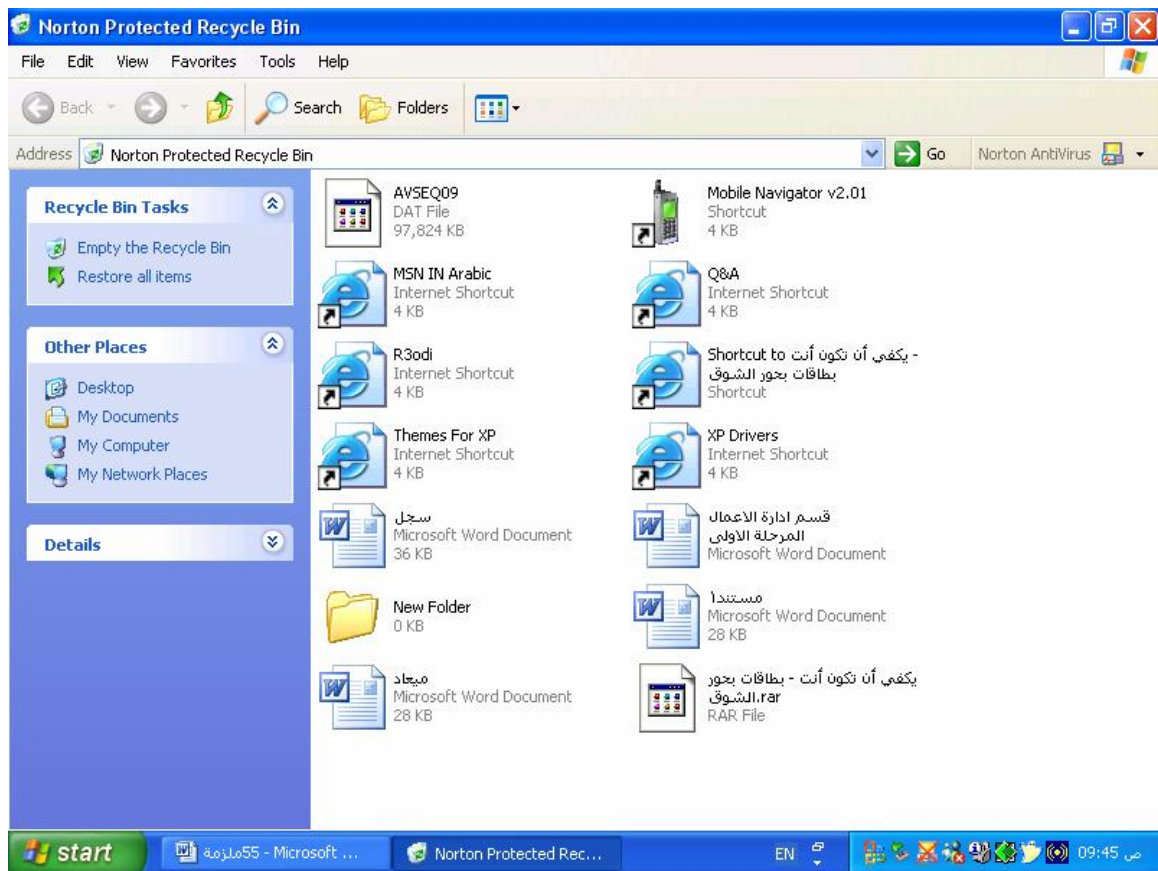 Norton Protected Recycle Bin
File Edit View Favorites Tools Help
Back Search Folders
Address Norton Protected Recycle Bin Go Norton AntiVirus
Recycle Bin Tasks
Empty the Recycle Bin
Restore all items
Other Places
Desktop
My Documents
My Computer
My Network Places
Details
AVSEQ09
DAT File
97,824 KB
Mobile Navigator v2.01
Shortcut
4 KB
MSN IN Arabic
Internet Shortcut
4 KB
Q&A
Internet Shortcut
4 KB
R3odi
Internet Shortcut
4 KB
Shortcut to يكفي أن تكون أنت -
بطاقات بحور الشوق
Shortcut
Themes For XP
Internet Shortcut
4 KB
XP Drivers
Internet Shortcut
4 KB
سجل
Microsoft Word Document
36 KB
قسم ادارة الاعمال
المرحلة الاولى
Microsoft Word Document
New Folder
0 KB
مستند1
Microsoft Word Document
28 KB
ميعاد
Microsoft Word Document
28 KB
يكفي أن تكون أنت - بطاقات بحور
الشوق.rar
RAR File
start
ملزمة55 - Microsoft ...
Norton Protected Rec...
EN
09:45 ص